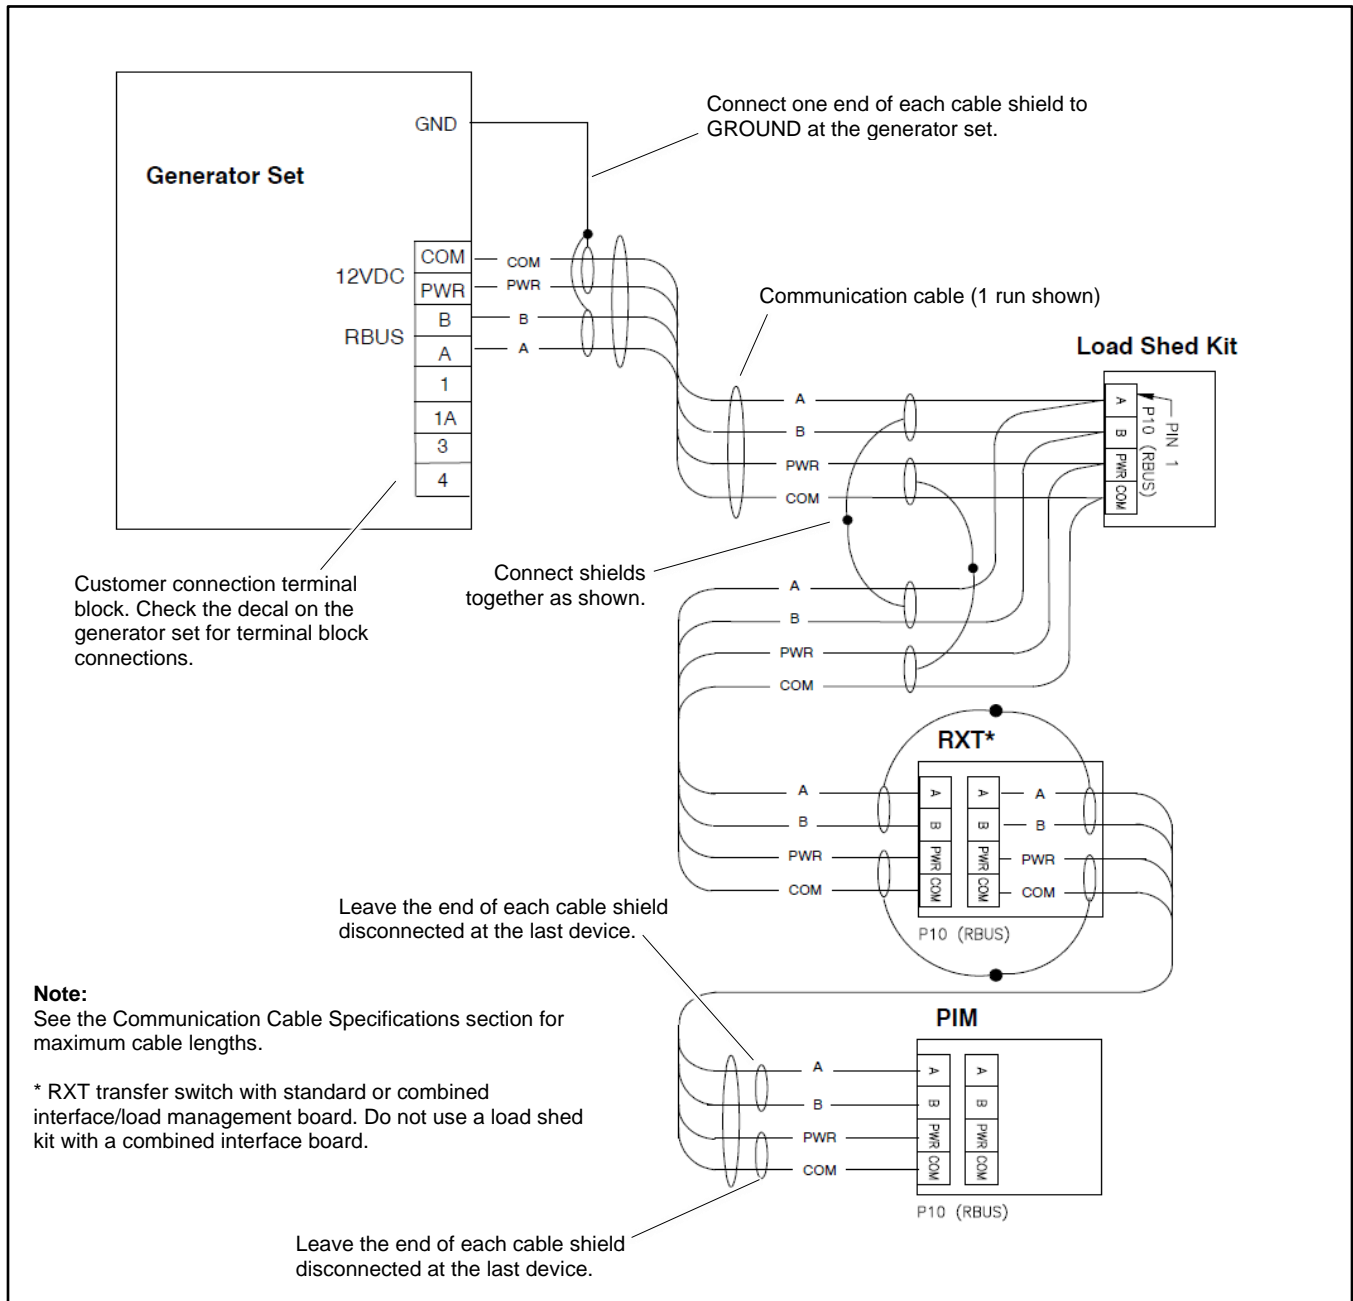 Connect one end of each cable shield to
GROUND at the generator set.
GND
Generator Set
12VDC
COM
PWR
RBUS
B
A
1
1A
3
4
COM
PWR
B
A
Communication cable (1 run shown)
Load Shed Kit
A
B
PWR
COM
A
B
PWR
COM
PIN 1
P10 (RBUS)
Customer connection terminal
block. Check the decal on the
generator set for terminal block
connections.
Connect shields
together as shown.
A
B
PWR
COM
RXT*
A
B
PWR
COM
A
B
PWR
COM
A
B
PWR
COM
A
B
PWR
COM
P10 (RBUS)
Leave the end of each cable shield
disconnected at the last device.
Note:
See the Communication Cable Specifications section for
maximum cable lengths.
* RXT transfer switch with standard or combined
interface/load management board. Do not use a load shed
kit with a combined interface board.
PIM
A
B
PWR
COM
A
B
PWR
COM
A
B
PWR
COM
P10 (RBUS)
Leave the end of each cable shield
disconnected at the last device.